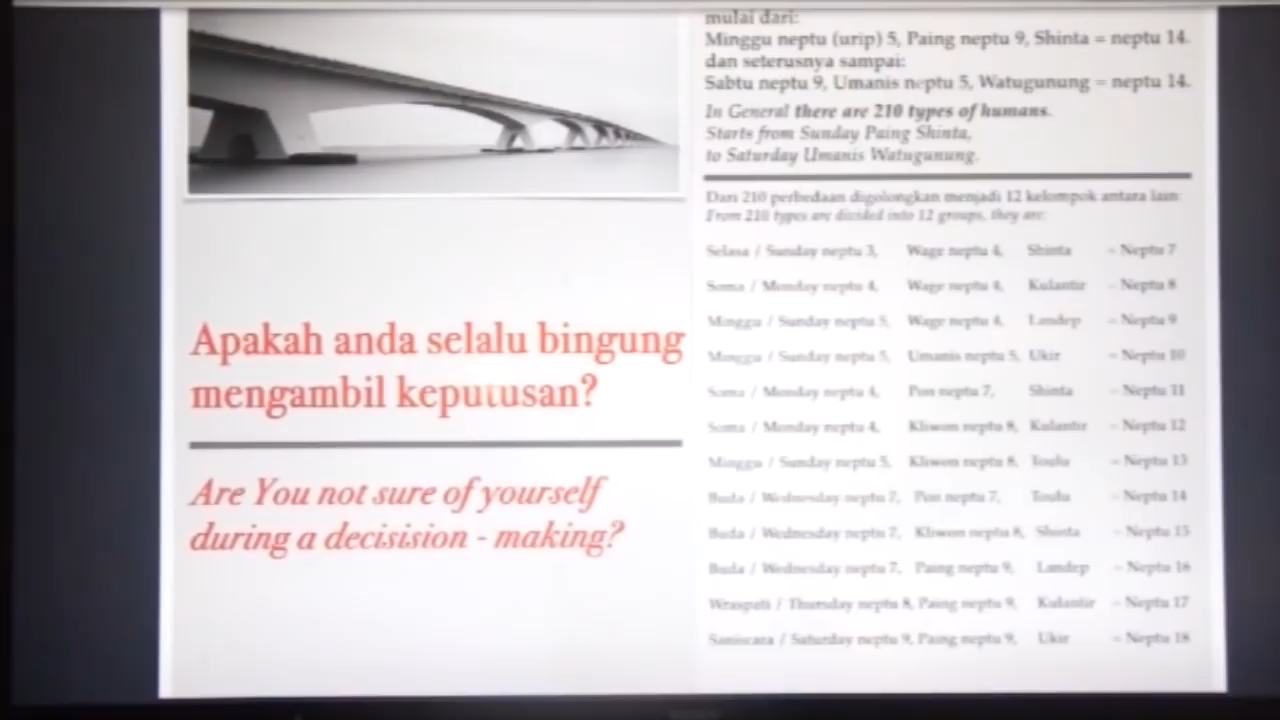 Apakah anda selalu bingung
mengambil keputusan?
Are You not sure of yourself
during a decisision - making?
mulai dari:
Minggu neptu (urip) 5, Paing neptu 9, Shinta = neptu 14.
dan seterusnya sampai:
Sabtu neptu 9, Umanis neptu 5, Watugunung = neptu 14.
In General there are 210 types of humans.
Starts from Sunday Paing Shinta,
to Saturday Umanis Watugunung.
Dari 210 perbedaan digolongkan menjadi 12 kelompok antara lain:
From 210 types are divided into 12 groups, they are:
Selasa / Sunday neptu 3, Wage neptu 4, Shinta = Neptu 7
Soma / Monday neptu 4, Wage neptu 4, Kulantir = Neptu 8
Minggu / Sunday neptu 5, Wage neptu 4, Landep = Neptu 9
Minggu / Sunday neptu 5, Umanis neptu 5, Ukir = Neptu 10
Soma / Monday neptu 4, Pon neptu 7, Shinta = Neptu 11
Soma / Monday neptu 4, Kliwon neptu 8, Kulantir = Neptu 12
Minggu / Sunday neptu 5, Kliwon neptu 8, Toulu = Neptu 13
Buda / Wednesday neptu 7, Pon neptu 7, Toulu = Neptu 14
Buda / Wednesday neptu 7, Kliwon neptu 8, Shinta = Neptu 15
Buda / Wednesday neptu 7, Paing neptu 9, Landep = Neptu 16
Wraspati / Thursday neptu 8, Paing neptu 9, Kulantir = Neptu 17
Saniscara / Saturday neptu 9, Paing neptu 9, Ukir = Neptu 18